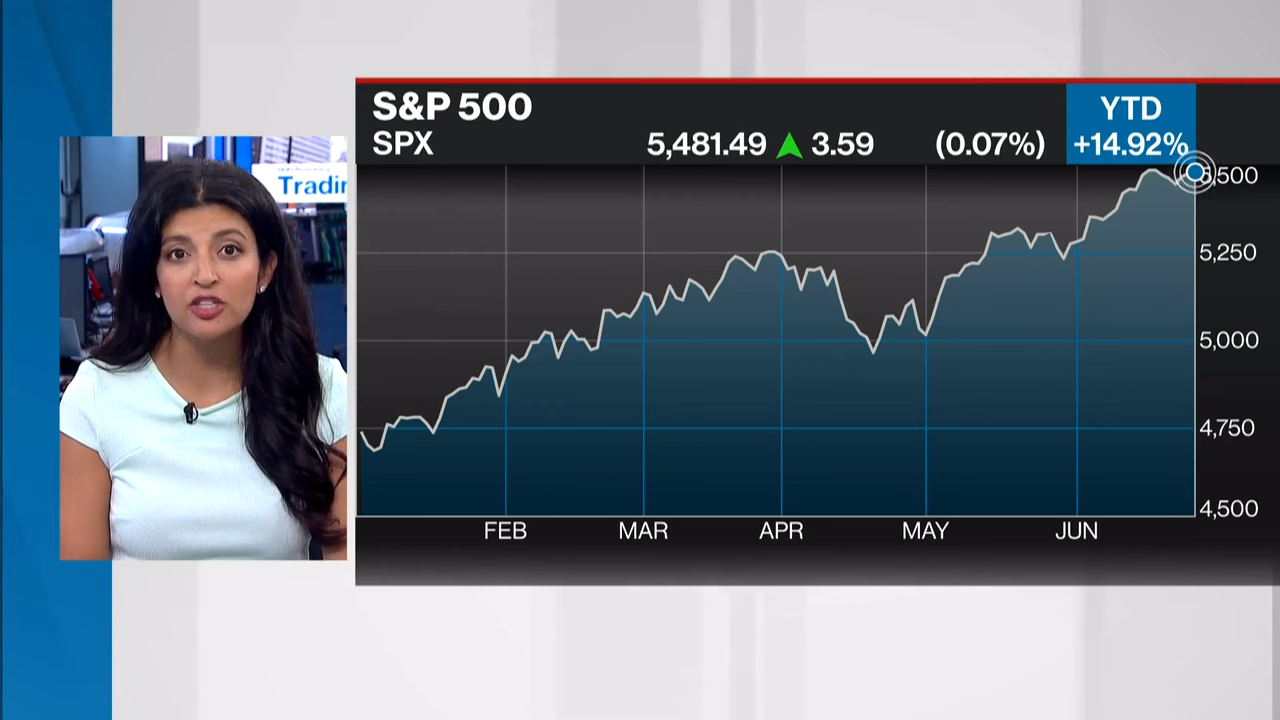 S&P 500
SPX 5,481.49 ▲ 3.59 (0.07%)
YTD
+14.92%
Tradin
5,500
5,250
5,000
4,750
4,500
FEB MAR APR MAY JUN